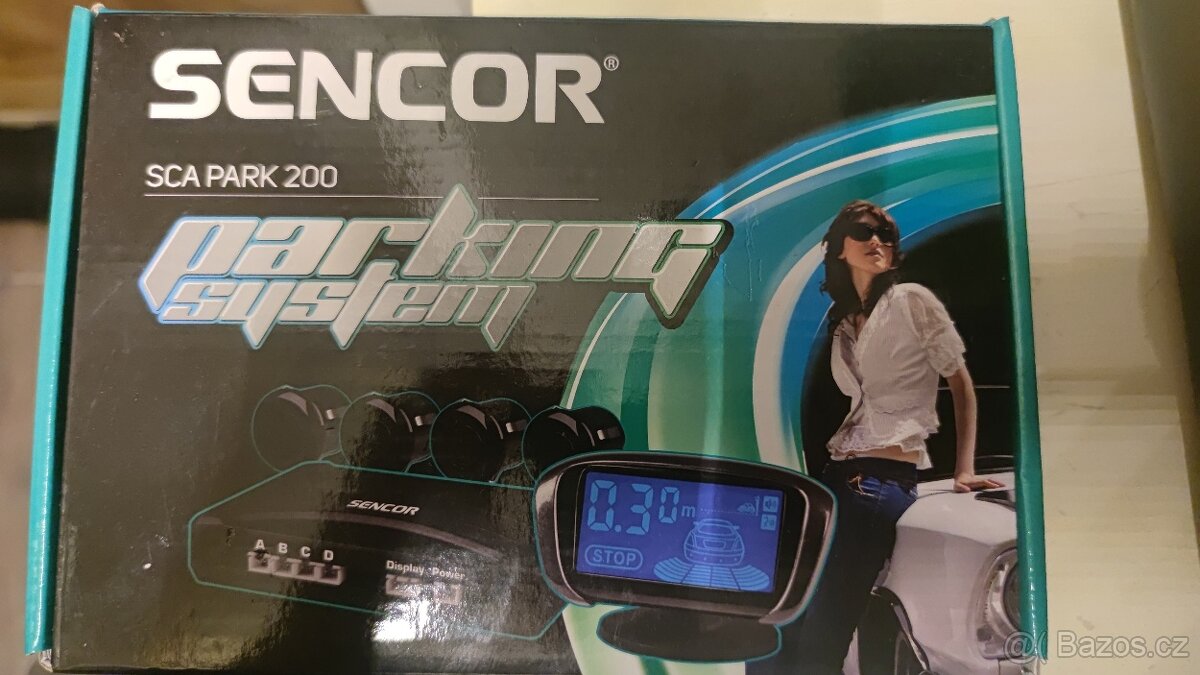 SENCOR®
SCA PARK 200
parking
system
SENCOR
A B C D
Display Power
0.30m
STOP
@( Bazos.cz